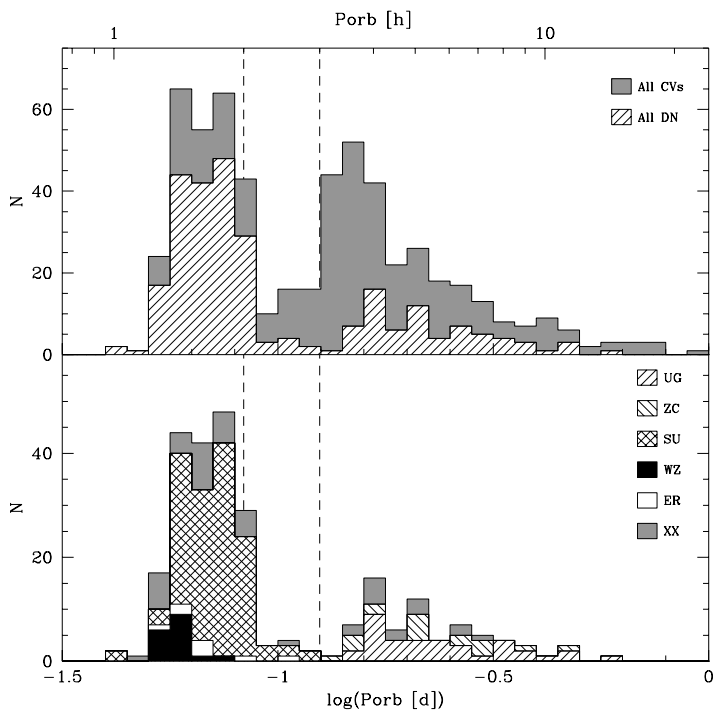 Porb [h]
1 10
All CVs
All DN
60
40
20
0
N
UG
ZC
SU
WZ
ER
XX
40
20
0
N
−1.5 −1 −0.5 0
log(Porb [d])